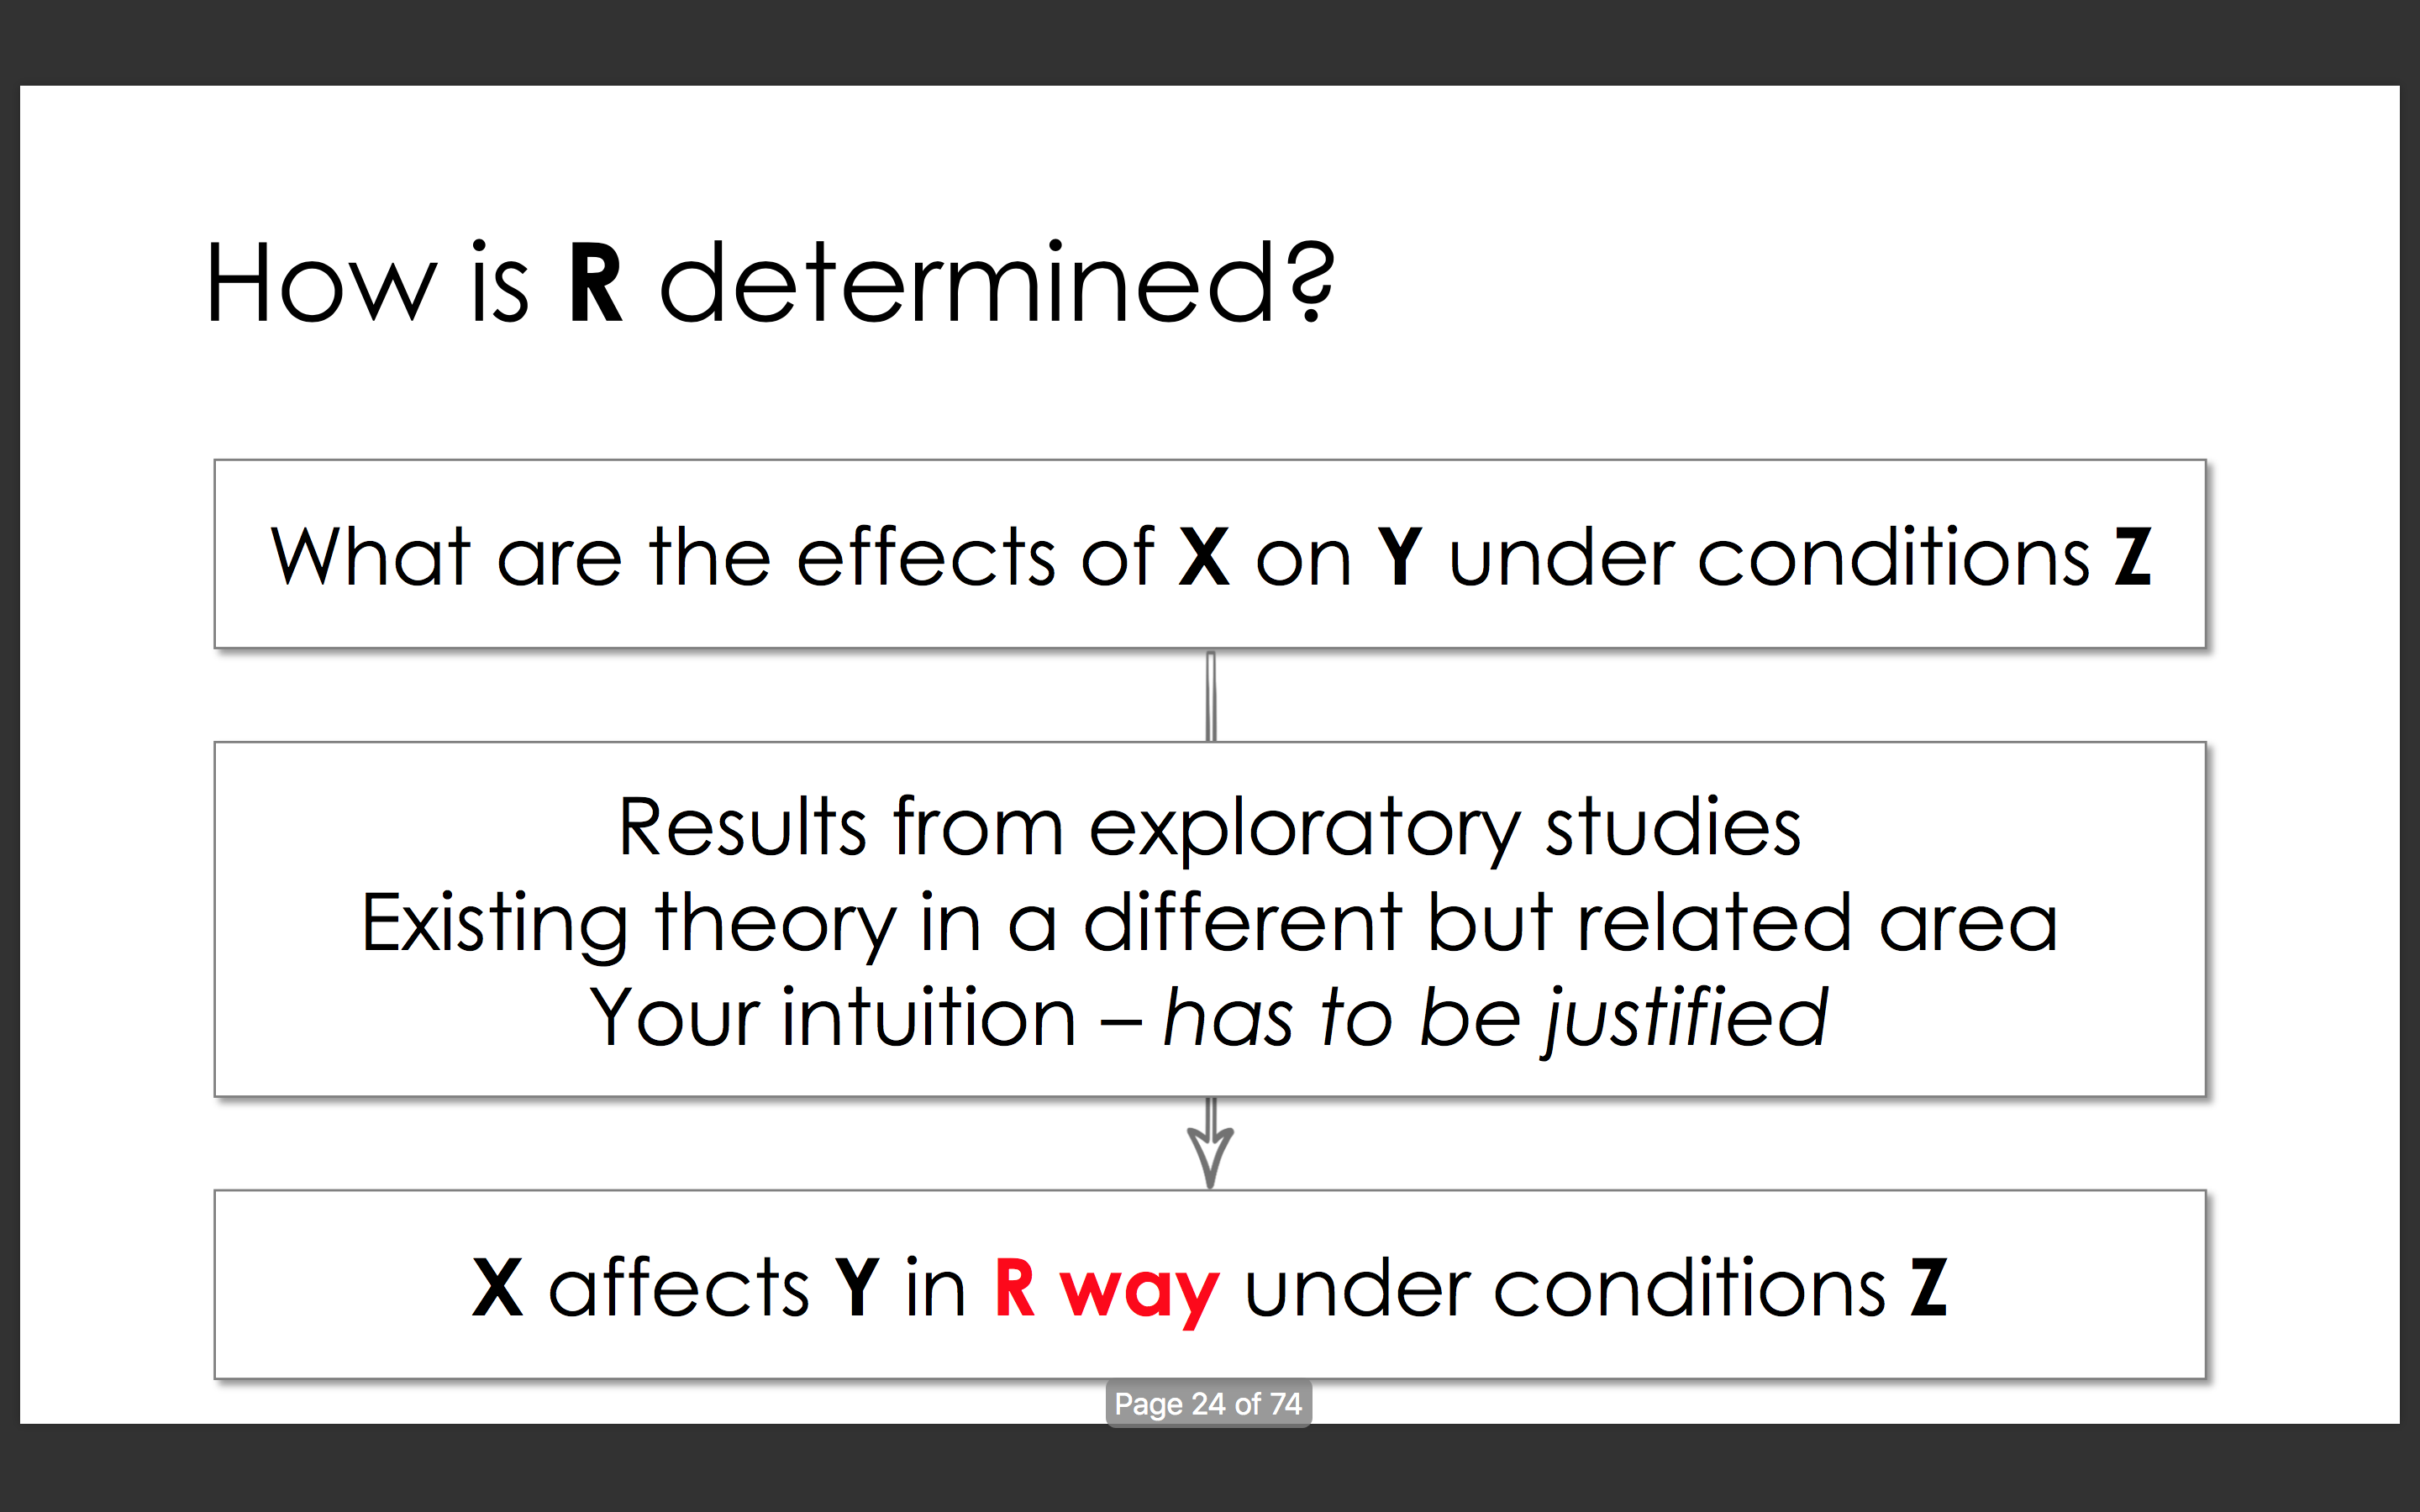 How is R determined?
What are the effects of X on Y under conditions Z
Results from exploratory studies
Existing theory in a different but related area
Your intuition – has to be justified
X affects Y in R way under conditions Z
Page 24 of 74